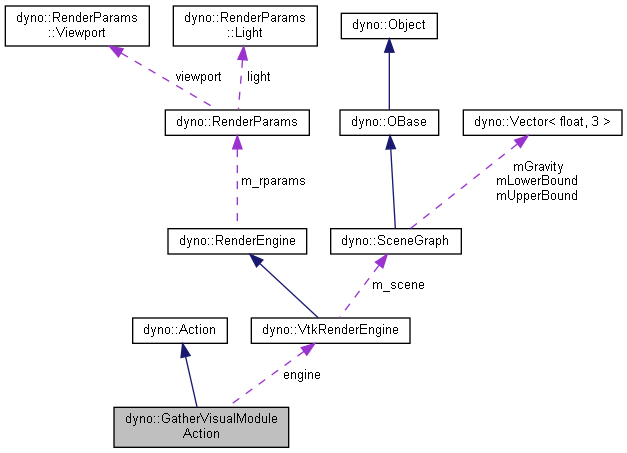 dyno::RenderParams
::Viewport
dyno::RenderParams
::Light
dyno::Object
viewport
light
dyno::RenderParams
dyno::OBase
dyno::Vector< float, 3 >
m_rparams
mGravity
mLowerBound
mUpperBound
dyno::RenderEngine
dyno::SceneGraph
m_scene
dyno::Action
dyno::VtkRenderEngine
engine
dyno::GatherVisualModule
Action